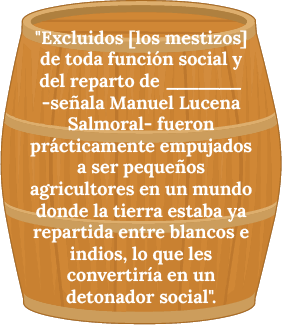 "Excluidos [los mestizos]
de toda función social y
del reparto de ________
-señala Manuel Lucena
Salmoral- fueron
prácticamente empujados
a ser pequeños
agricultores en un mundo
donde la tierra estaba ya
repartida entre blancos e
indios, lo que les
convertiría en un
detonador social".